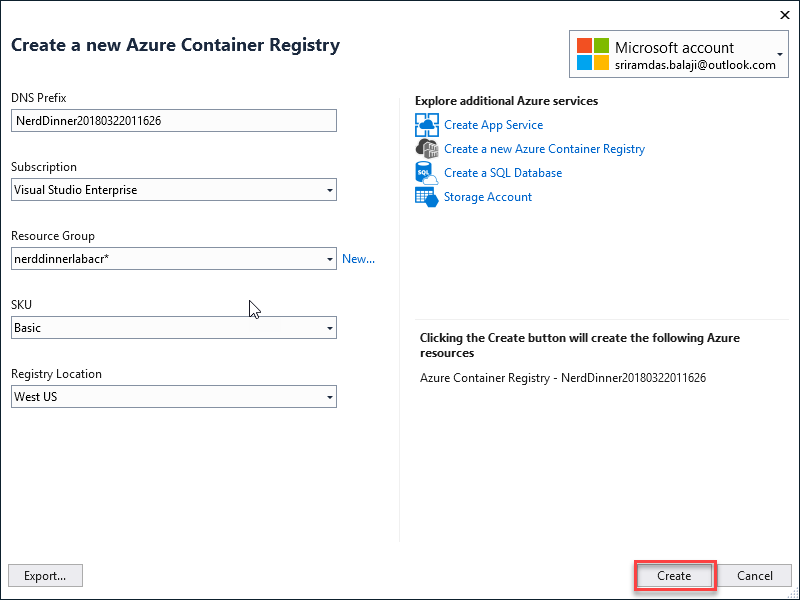 Create a new Azure Container Registry
Microsoft account
sriramdas.balaji@outlook.com
DNS Prefix
NerdDinner20180322011626
Subscription
Visual Studio Enterprise
Resource Group
nerddinnerlabacr*
New...
SKU
Basic
Registry Location
West US
Explore additional Azure services
Create App Service
Create a new Azure Container Registry
SQL
Create a SQL Database
Storage Account
Clicking the Create button will create the following Azure
resources
Azure Container Registry - NerdDinner20180322011626
Export...
Create
Cancel